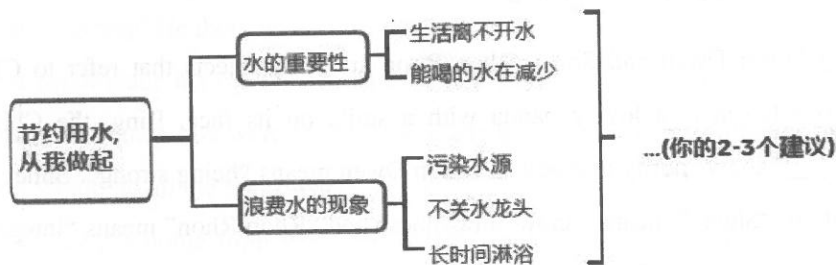 生活离不开水
水的重要性
能喝的水在减少
节约用水,
从我做起
...(你的2-3个建议)
污染水源
浪费水的现象
不关水龙头
长时间淋浴